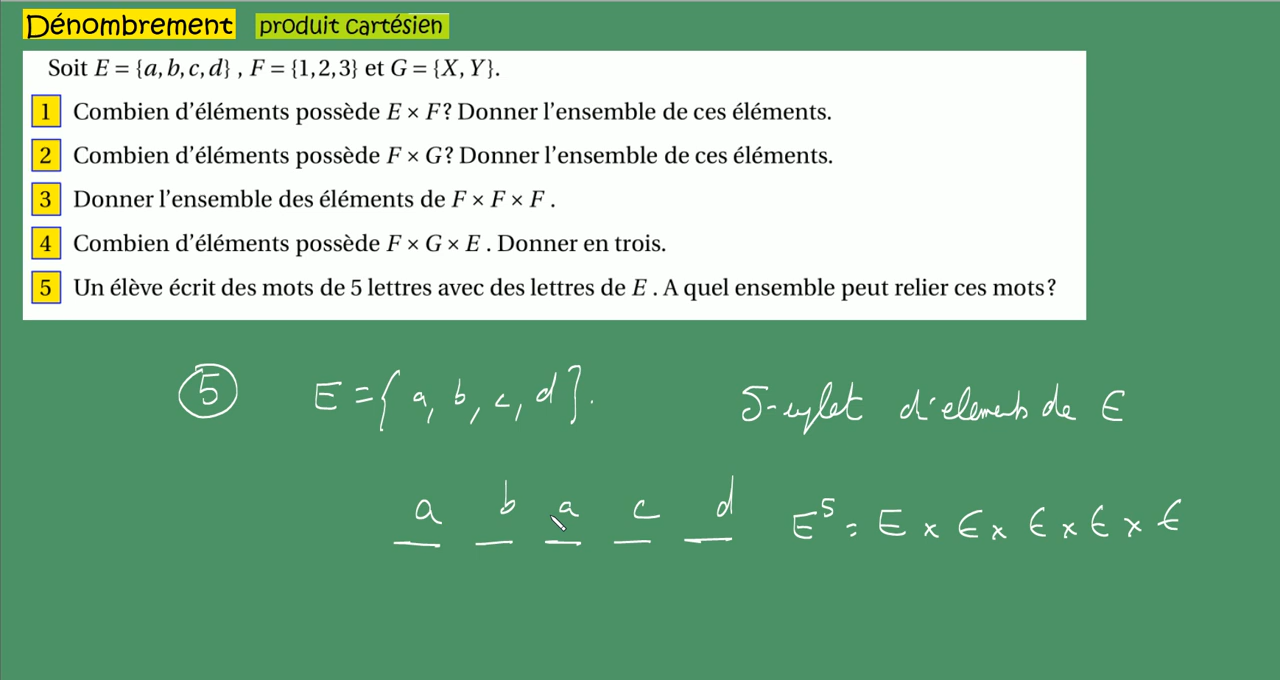 Dénombrement produit cartésien
Soit E = {a,b,c,d} , F = {1,2,3} et G = {X,Y}.
1 Combien d'éléments possède E × F? Donner l'ensemble de ces éléments.
2 Combien d'éléments possède F × G? Donner l'ensemble de ces éléments.
3 Donner l'ensemble des éléments de F × F × F .
4 Combien d'éléments possède F × G × E . Donner en trois.
5 Un élève écrit des mots de 5 lettres avec des lettres de E . A quel ensemble peut relier ces mots?
5 E = { a, b, c, d }. 5-uplet d'elements de E
a b a c d E⁵ = E × E × E × E × E